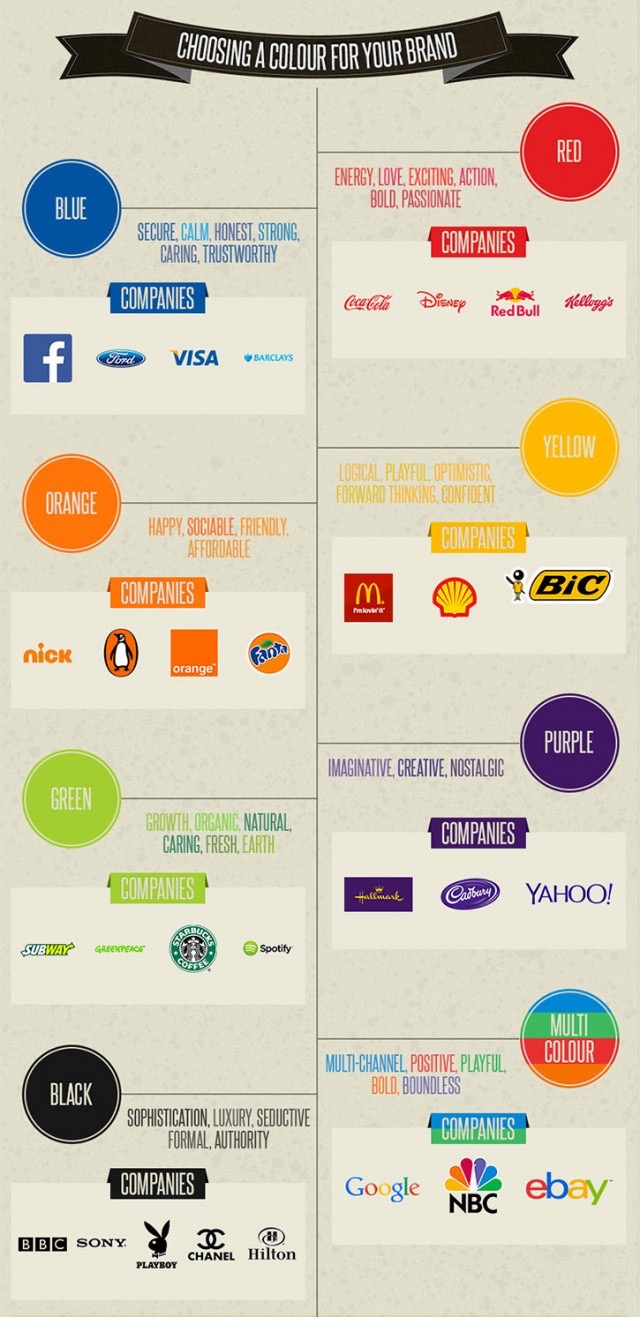 CHOOSING A COLOUR FOR YOUR BRAND
RED
ENERGY, LOVE, EXCITING, ACTION,
BOLD, PASSIONATE
COMPANIES
Coca-Cola
Disney
Red Bull
Kellogg's
BLUE
SECURE, CALM, HONEST, STRONG,
CARING, TRUSTWORTHY
COMPANIES
f
Ford
VISA
BARCLAYS
YELLOW
LOGICAL, PLAYFUL, OPTIMISTIC,
FORWARD THINKING, CONFIDENT
COMPANIES
M
i'm lovin' it
BiC
ORANGE
HAPPY, SOCIABLE, FRIENDLY,
AFFORDABLE
COMPANIES
nick
orange™
Fanta
PURPLE
IMAGINATIVE, CREATIVE, NOSTALGIC
COMPANIES
Hallmark
Cadbury
YAHOO!
GREEN
GROWTH, ORGANIC, NATURAL,
CARING, FRESH, EARTH
COMPANIES
SUBWAY
GREENPEACE
STARBUCKS
COFFEE
Spotify
MULTI
COLOUR
MULTI-CHANNEL, POSITIVE, PLAYFUL,
BOLD, BOUNDLESS
COMPANIES
Google
NBC
ebay
BLACK
SOPHISTICATION, LUXURY, SEDUCTIVE
FORMAL, AUTHORITY
COMPANIES
BBC
SONY
PLAYBOY
CHANEL
H
Hilton